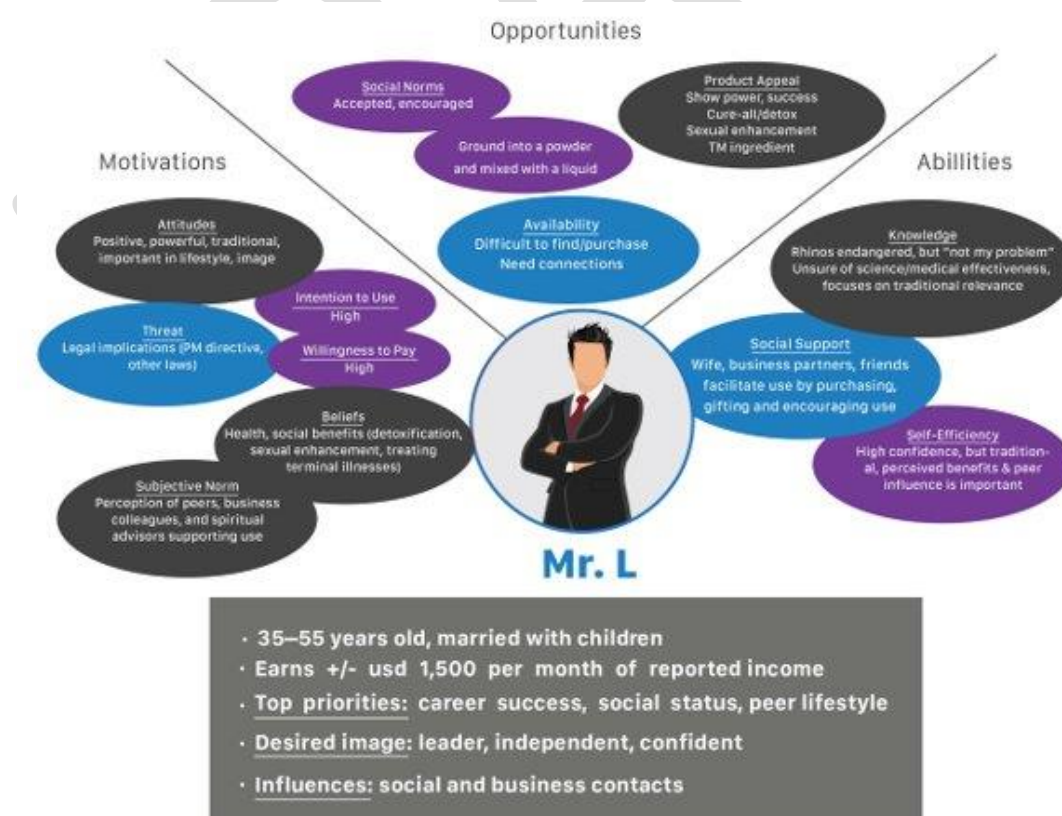 Opportunities
Social Norms
Accepted, encouraged
Product Appeal
Show power, success
Cure-all/detox
Sexual enhancement
TM ingredient
Ground into a powder
and mixed with a liquid
Motivations
Abillities
Attitudes
Positive, powerful, traditional,
important in lifestyle, image
Availability
Difficult to find/purchase
Need connections
Knowledge
Rhinos endangered, but "not my problem"
Unsure of science/medical effectiveness,
focuses on traditional relevance
Intention to Use
High
Threat
Legal implications (PM directive,
other laws)
Willingness to Pay
High
Social Support
Wife, business partners, friends
facilitate use by purchasing,
gifting and encouraging use
Beliefs
Health, social benefits (detoxification,
sexual enhancement, treating
terminal illnesses)
Self-Efficiency
High confidence, but tradition-
al, perceived benefits & peer
influence is important
Subjective Norm
Perception of peers, business
colleagues, and spiritual
advisors supporting use
Mr. L
· 35–55 years old, married with children
· Earns +/- usd 1,500 per month of reported income
· Top priorities: career success, social status, peer lifestyle
· Desired image: leader, independent, confident
· Influences: social and business contacts